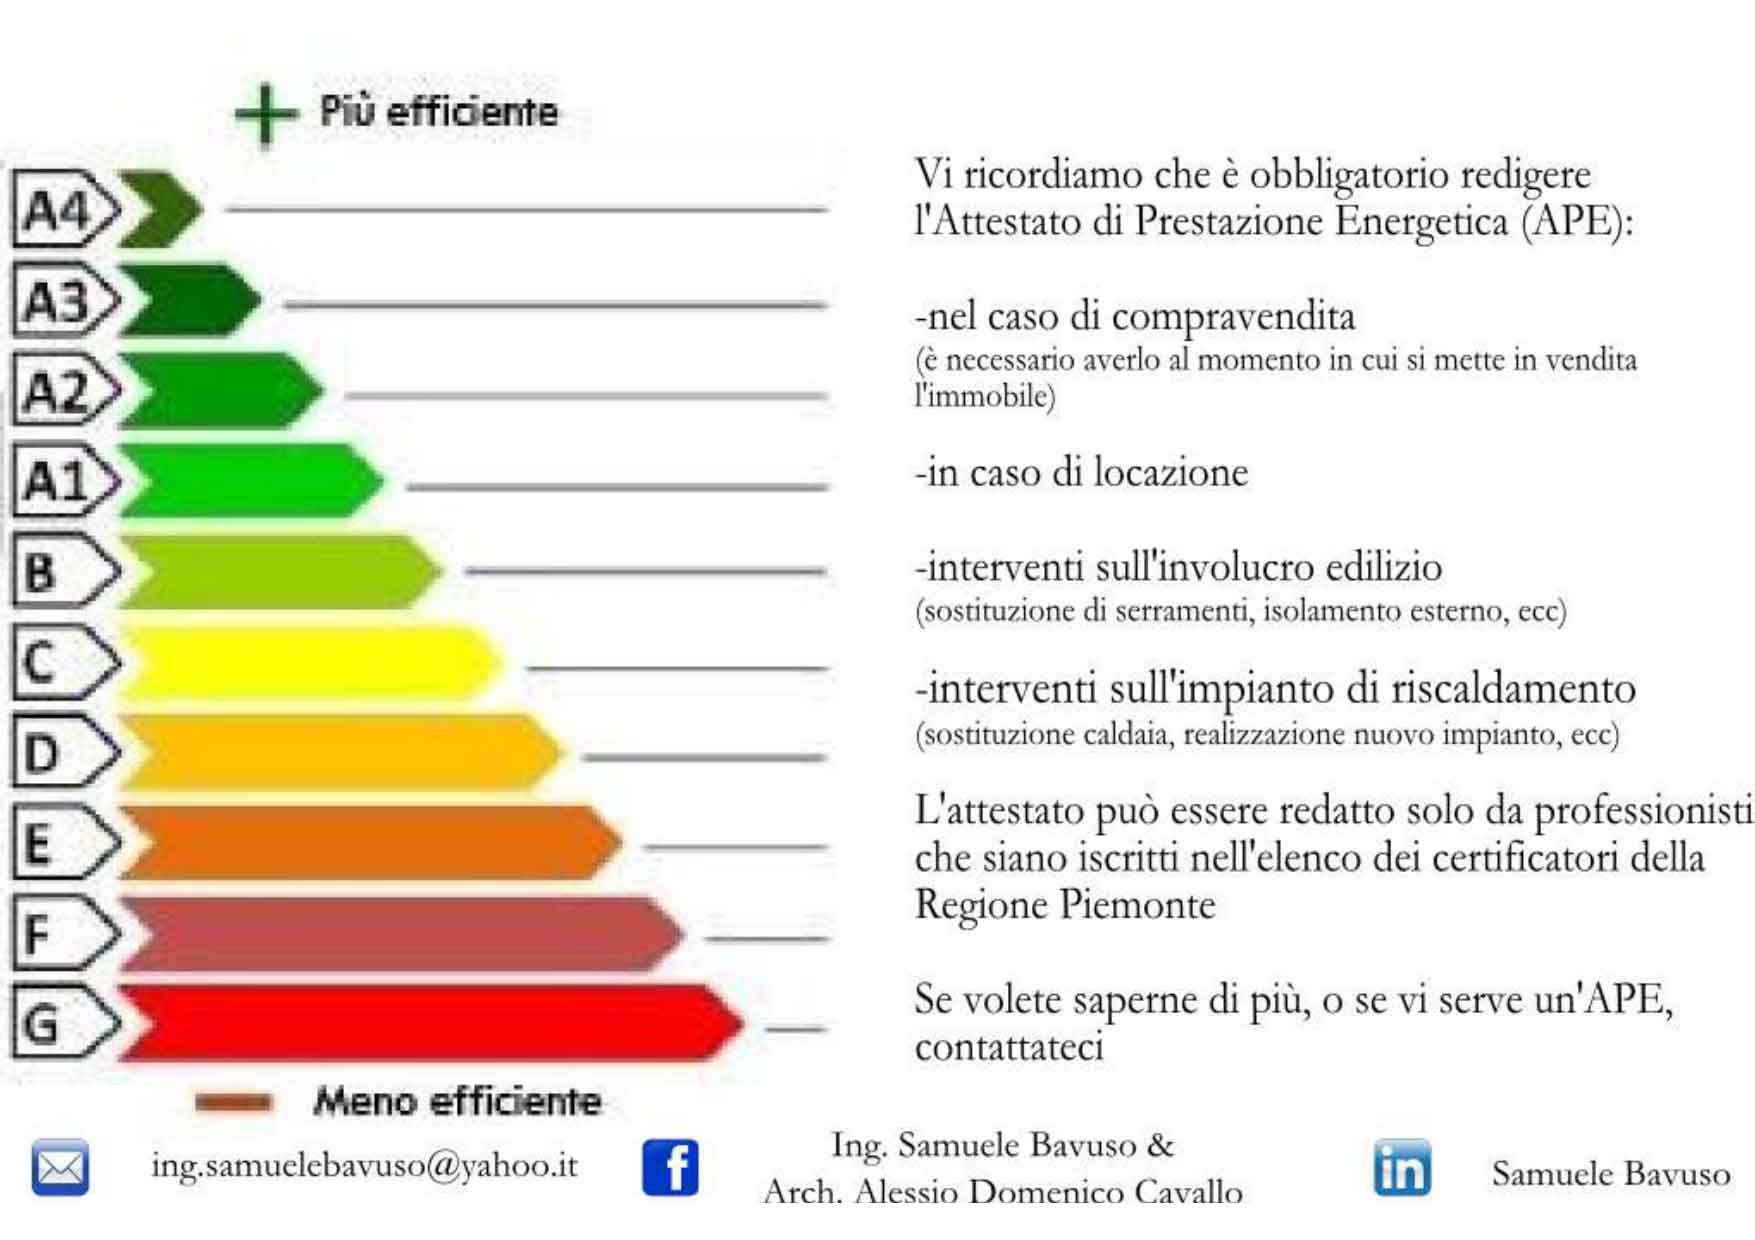 Più efficiente
A4
A3
A2
A1
B
C
D
E
F
G
Meno efficiente
Vi ricordiamo che è obbligatorio redigere
l'Attestato di Prestazione Energetica (APE):
-nel caso di compravendita
(è necessario averlo al momento in cui si mette in vendita
l'immobile)
-in caso di locazione
-interventi sull'involucro edilizio
(sostituzione di serramenti, isolamento esterno, ecc)
-interventi sull'impianto di riscaldamento
(sostituzione caldaia, realizzazione nuovo impianto, ecc)
L'attestato può essere redatto solo da professionisti
che siano iscritti nell'elenco dei certificatori della
Regione Piemonte
Se volete saperne di più, o se vi serve un'APE,
contattateci
ing.samuelebavuso@yahoo.it
f
Ing. Samuele Bavuso &
Arch. Alessio Domenico Cavallo
in
Samuele Bavuso